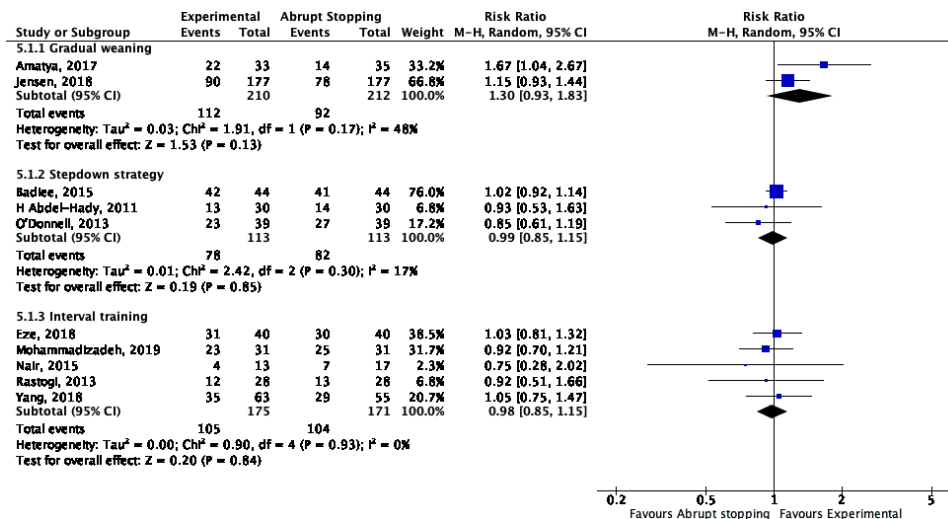 Experimental Abrupt Stopping Risk Ratio Risk Ratio
Study or Subgroup Events Total Events Total Weight M-H, Random, 95% CI M-H, Random, 95% CI
5.1.1 Gradual weaning
Amatya, 2017 22 33 14 35 33.2% 1.67 [1.04, 2.67]
Jensen, 2018 90 177 78 177 66.8% 1.15 [0.93, 1.44]
Subtotal (95% CI) 210 212 100.0% 1.30 [0.93, 1.83]
Total events 112 92
Heterogeneity: Tau² = 0.03; Chi² = 1.91, df = 1 (P = 0.17); I² = 48%
Test for overall effect: Z = 1.53 (P = 0.13)
5.1.2 Stepdown strategy
Badiee, 2015 42 44 41 44 76.0% 1.02 [0.92, 1.14]
H Abdel-Hady, 2011 13 30 14 30 6.8% 0.93 [0.53, 1.63]
O'Donnell, 2013 23 39 27 39 17.2% 0.85 [0.61, 1.19]
Subtotal (95% CI) 113 113 100.0% 0.99 [0.85, 1.15]
Total events 78 82
Heterogeneity: Tau² = 0.01; Chi² = 2.42, df = 2 (P = 0.30); I² = 17%
Test for overall effect: Z = 0.19 (P = 0.85)
5.1.3 Interval training
Eze, 2018 31 40 30 40 38.5% 1.03 [0.81, 1.32]
Mohammadizadeh, 2019 23 31 25 31 31.7% 0.92 [0.70, 1.21]
Nair, 2015 4 13 7 17 2.3% 0.75 [0.28, 2.02]
Rastogi, 2013 12 28 13 28 6.8% 0.92 [0.51, 1.66]
Yang, 2018 35 63 29 55 20.7% 1.05 [0.75, 1.47]
Subtotal (95% CI) 175 171 100.0% 0.98 [0.85, 1.15]
Total events 105 104
Heterogeneity: Tau² = 0.00; Chi² = 0.90, df = 4 (P = 0.93); I² = 0%
Test for overall effect: Z = 0.20 (P = 0.84)
0.2 0.5 1 2 5
Favours Abrupt stopping Favours Experimental